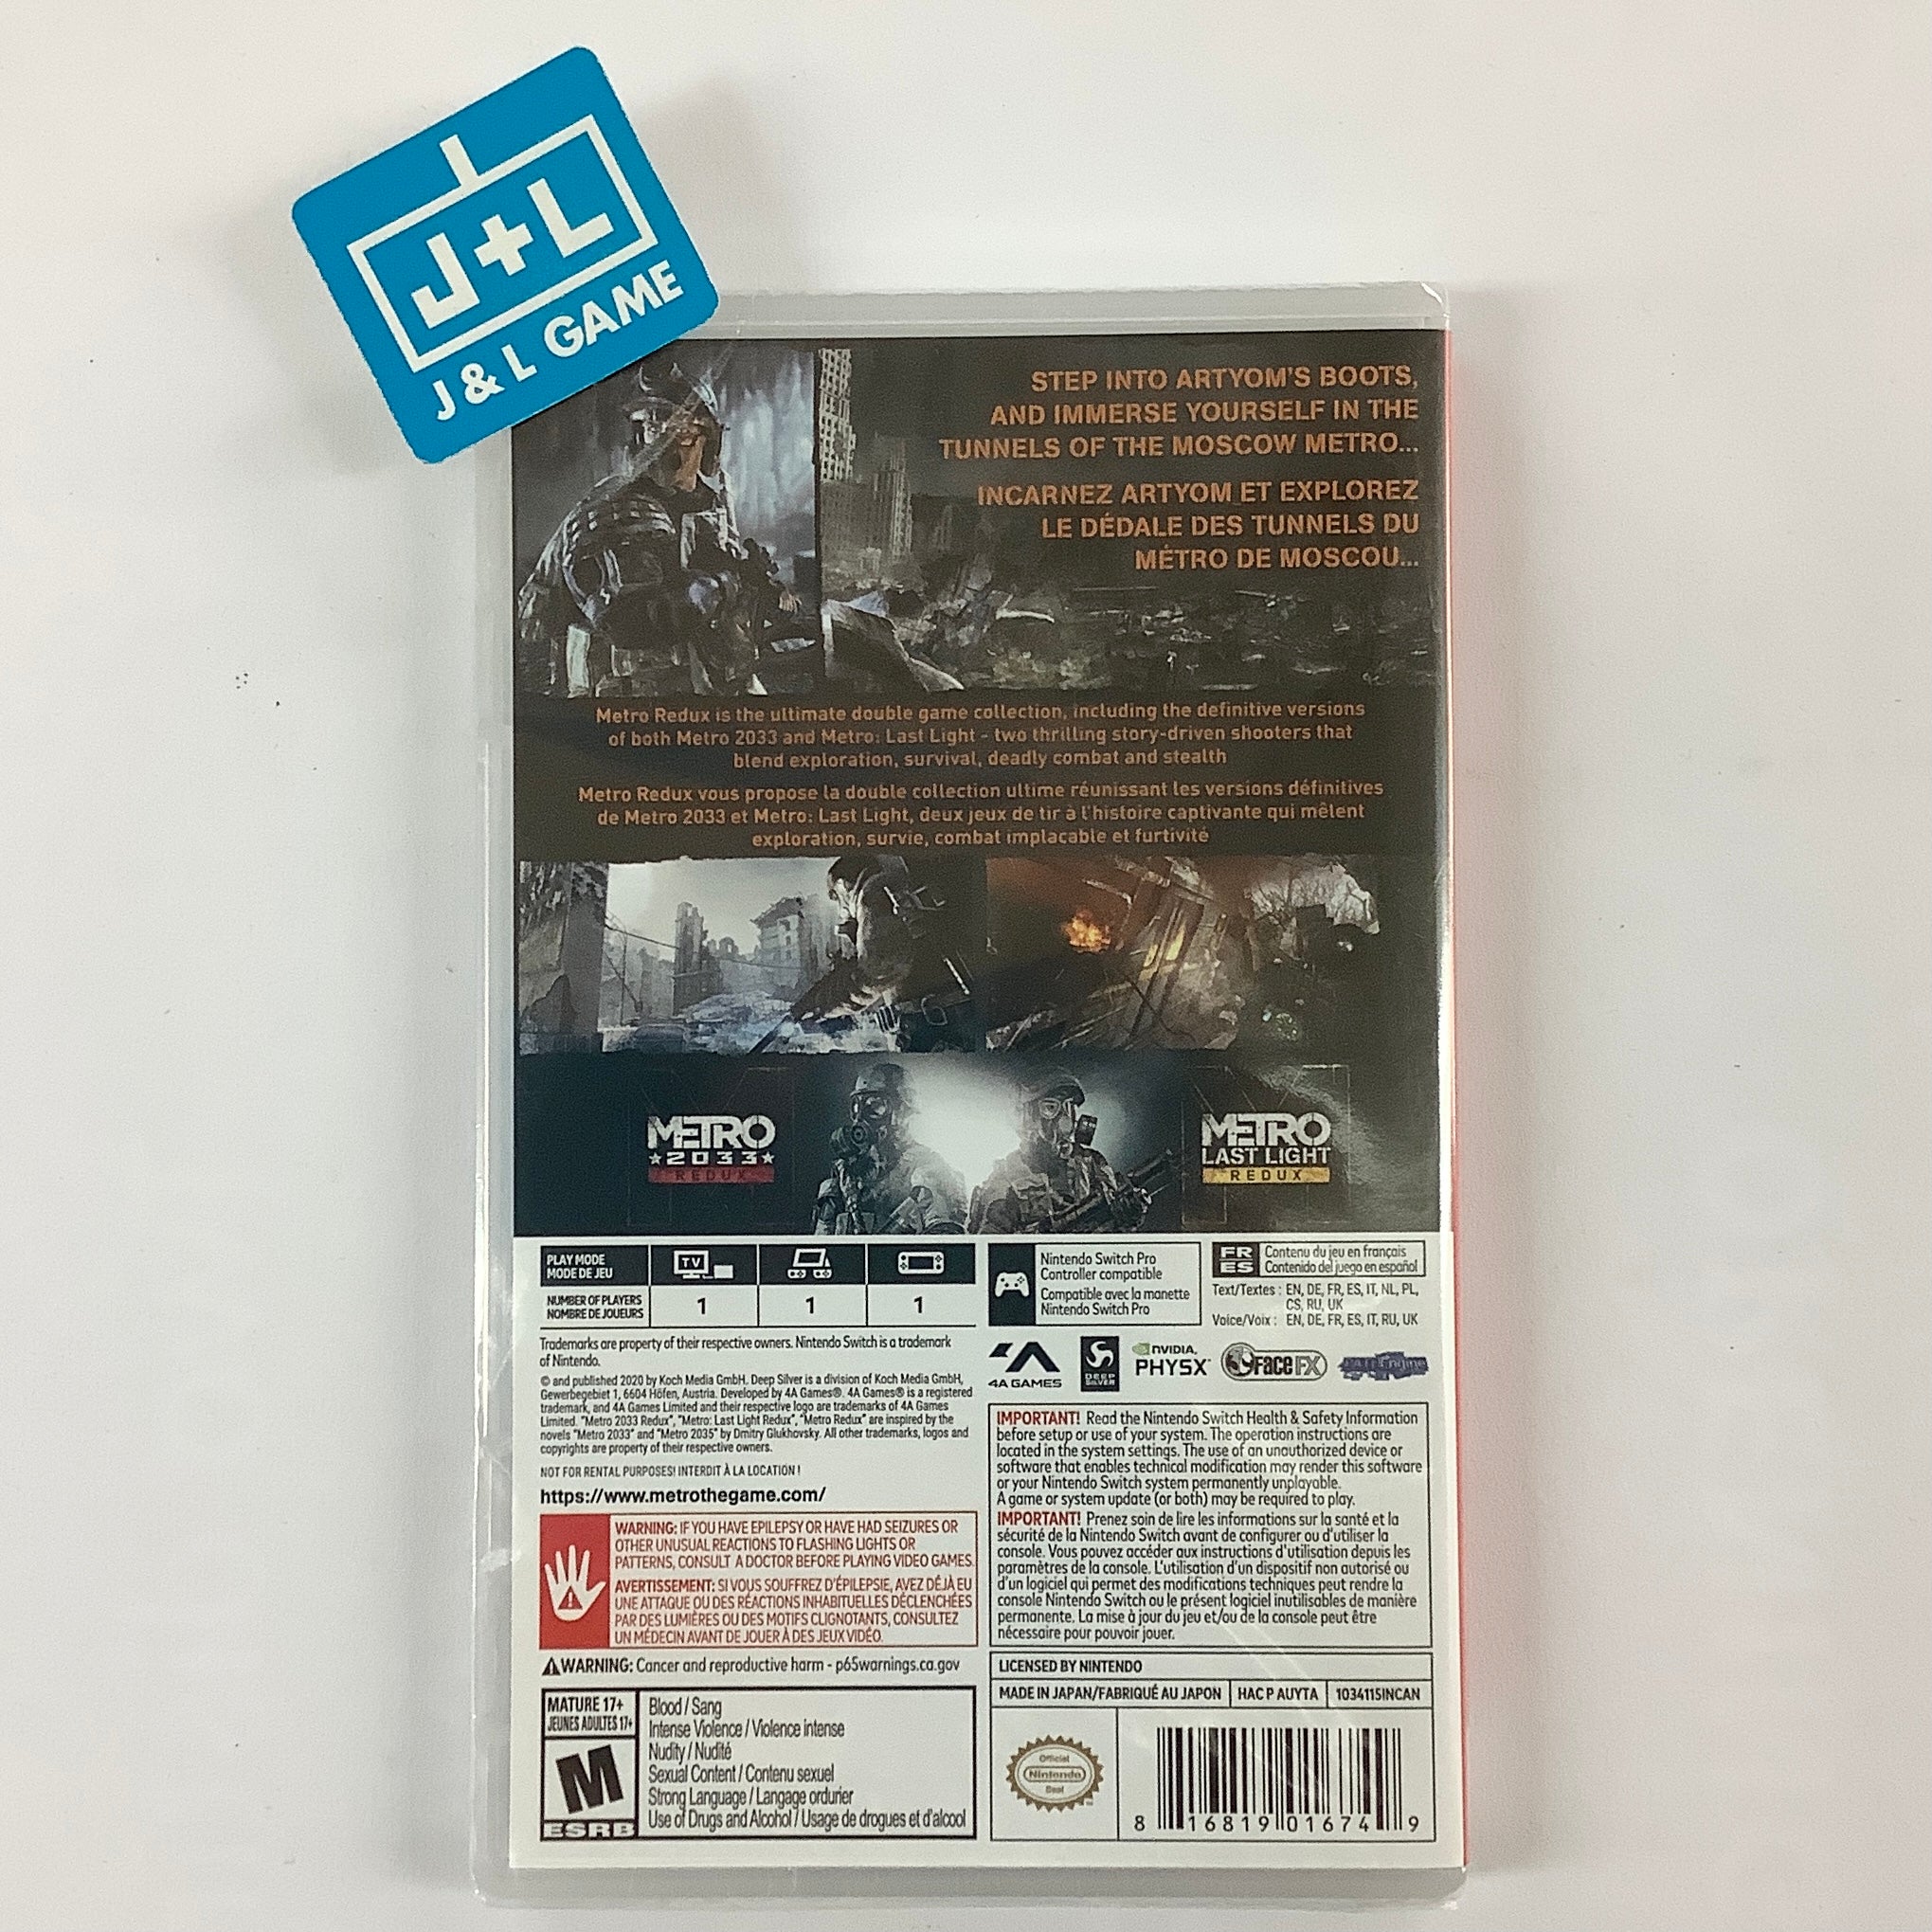 J+L
J & L GAME
STEP INTO ARTYOM'S BOOTS,
AND IMMERSE YOURSELF IN THE
TUNNELS OF THE MOSCOW METRO...
INCARNEZ ARTYOM ET EXPLOREZ
LE DÉDALE DES TUNNELS DU
MÉTRO DE MOSCOU...
Metro Redux is the ultimate double game collection, including the definitive versions
of both Metro 2033 and Metro: Last Light - two thrilling story-driven shooters that
blend exploration, survival, deadly combat and stealth
Metro Redux vous propose la double collection ultime réunissant les versions définitives
de Metro 2033 et Metro: Last Light, deux jeux de tir à l'histoire captivante qui mêlent
exploration, survie, combat implacable et furtivité
METRO
2033
REDUX
METRO
LAST LIGHT
REDUX
PLAY MODE
MODE DE JEU
TV
NUMBER OF PLAYERS
NOMBRE DE JOUEURS
1 1 1
Nintendo Switch Pro
Controller compatible
Compatible avec la manette
Nintendo Switch Pro
FR
ES
Contenu du jeu en français
Contenido del juego en español
Text/Textes : EN, DE, FR, ES, IT, NL, PL,
CS, RU, UK
Voice/Voix : EN, DE, FR, ES, IT, RU, UK
Trademarks are property of their respective owners. Nintendo Switch is a trademark
of Nintendo.
© and published 2020 by Koch Media GmbH. Deep Silver is a division of Koch Media GmbH,
Gewerbegebiet 1, 6604 Höfen, Austria. Developed by 4A Games®. 4A Games® is a registered
trademark, and 4A Games Limited and their respective logo are trademarks of 4A Games
Limited. "Metro 2033 Redux", "Metro: Last Light Redux", "Metro Redux" are inspired by the
novels "Metro 2033" and "Metro 2035" by Dmitry Glukhovsky. All other trademarks, logos and
copyrights are property of their respective owners.
NOT FOR RENTAL PURPOSES! INTERDIT À LA LOCATION !
https://www.metrothegame.com/
4A GAMES
DEEP
SILVER
NVIDIA.
PHYSX
FaceFX
4A Engine
WARNING: IF YOU HAVE EPILEPSY OR HAVE HAD SEIZURES OR
OTHER UNUSUAL REACTIONS TO FLASHING LIGHTS OR
PATTERNS, CONSULT A DOCTOR BEFORE PLAYING VIDEO GAMES.
AVERTISSEMENT: SI VOUS SOUFFREZ D'ÉPILEPSIE, AVEZ DÉJÀ EU
UNE ATTAQUE OU DES RÉACTIONS INHABITUELLES DÉCLENCHÉES
PAR DES LUMIÈRES OU DES MOTIFS CLIGNOTANTS, CONSULTEZ
UN MÉDECIN AVANT DE JOUER À DES JEUX VIDÉO.
WARNING: Cancer and reproductive harm - p65warnings.ca.gov
IMPORTANT! Read the Nintendo Switch Health & Safety Information
before setup or use of your system. The operation instructions are
located in the system settings. The use of an unauthorized device or
software that enables technical modification may render this software
or your Nintendo Switch system permanently unplayable.
A game or system update (or both) may be required to play.
IMPORTANT! Prenez soin de lire les informations sur la santé et la
sécurité de la Nintendo Switch avant de configurer ou d'utiliser la
console. Vous pouvez accéder aux instructions d'utilisation depuis les
paramètres de la console. L'utilisation d'un dispositif non autorisé ou
d'un logiciel qui permet des modifications techniques peut rendre la
console Nintendo Switch ou le présent logiciel inutilisables de manière
permanente. La mise à jour du jeu et/ou de la console peut être
nécessaire pour pouvoir jouer.
LICENSED BY NINTENDO
MADE IN JAPAN/FABRIQUÉ AU JAPON HAC P AUYTA 1034115INCAN
MATURE 17+
JEUNES ADULTES 17+
M
ESRB
Blood / Sang
Intense Violence / Violence intense
Nudity / Nudité
Sexual Content / Contenu sexuel
Strong Language / Langage ordurier
Use of Drugs and Alcohol / Usage de drogues et d'alcool
Official
Nintendo
Seal
8 16819 01674 9